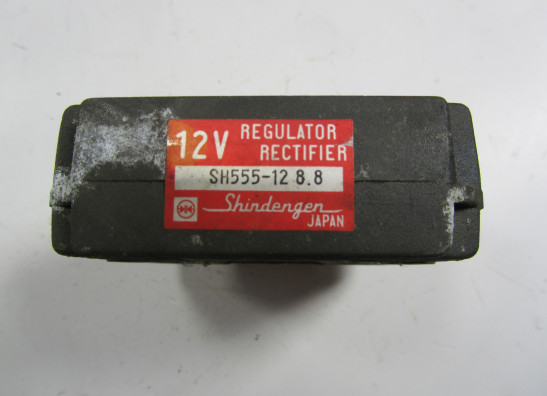 12V REGULATOR
RECTIFIER
SH555-12 8.8
Shindengen
JAPAN